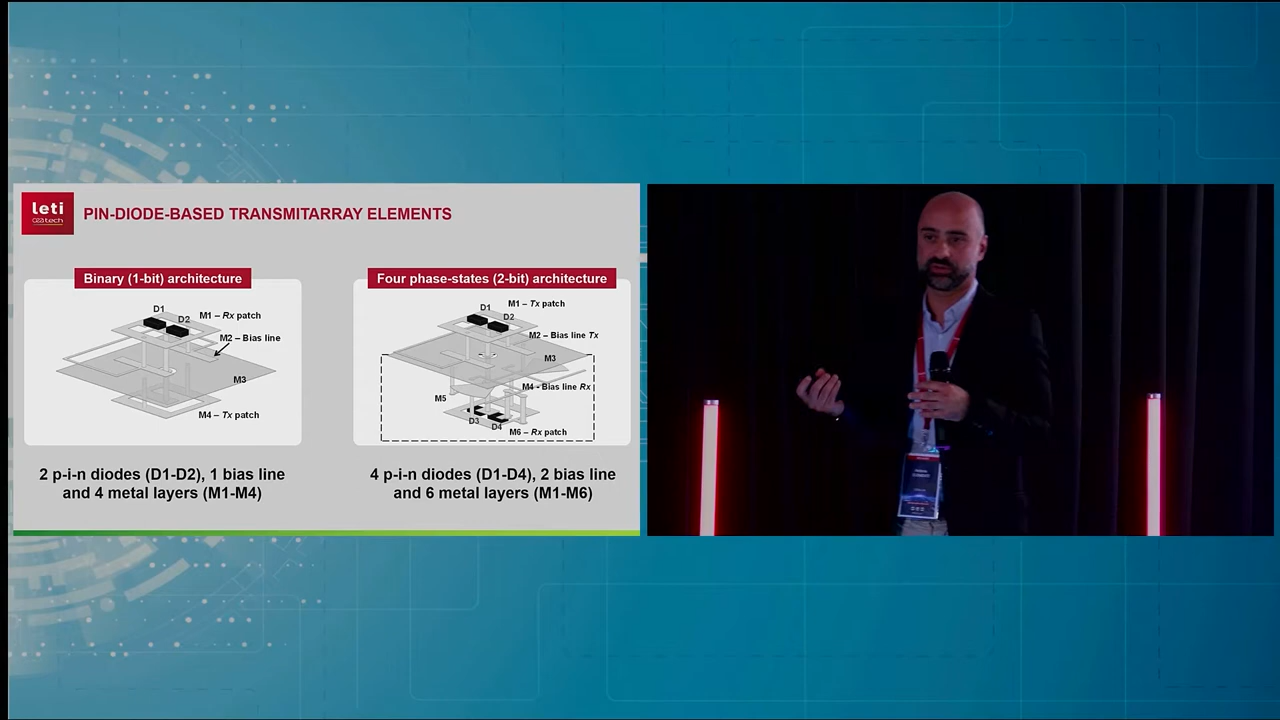 leti
cea tech
PIN-DIODE-BASED TRANSMITARRAY ELEMENTS
Binary (1-bit) architecture
D1
D2
M1 – Rx patch
M2 – Bias line
M3
M4 – Tx patch
2 p-i-n diodes (D1-D2), 1 bias line
and 4 metal layers (M1-M4)
Four phase-states (2-bit) architecture
M1 – Tx patch
D1
D2
M2 – Bias line Tx
M3
M4 - Bias line Rx
M5
D3
D4
M6 – Rx patch
4 p-i-n diodes (D1-D4), 2 bias line
and 6 metal layers (M1-M6)